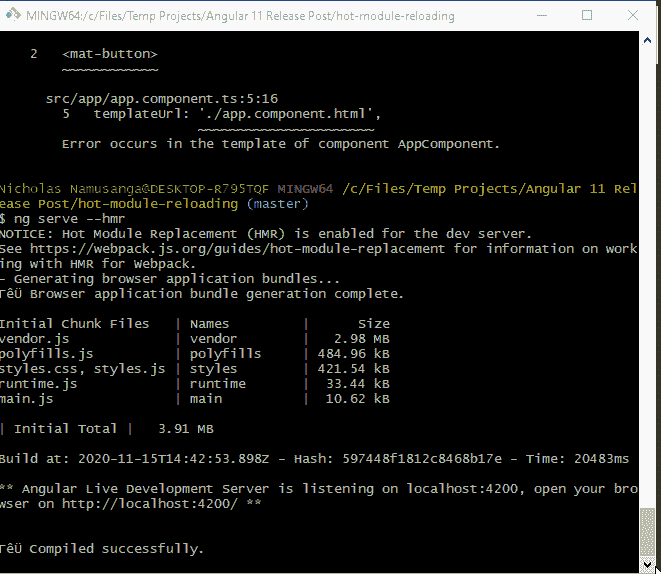 MINGW64:/c/Files/Temp Projects/Angular 11 Release Post/hot-module-reloading
2 <mat-button>
~~~~~~~~~~~~
src/app/app.component.ts:5:16
5 templateUrl: './app.component.html',
~~~~~~~~~~~~~~~~~~~~~~
Error occurs in the template of component AppComponent.
Nicholas Namusanga@DESKTOP-R795TQF MINGW64 /c/Files/Temp Projects/Angular 11 Rel
ease Post/hot-module-reloading (master)
$ ng serve --hmr
NOTICE: Hot Module Replacement (HMR) is enabled for the dev server.
See https://webpack.js.org/guides/hot-module-replacement for information on work
ing with HMR for Webpack.
- Generating browser application bundles...
ΓêÜ Browser application bundle generation complete.
Initial Chunk Files | Names | Size
vendor.js | vendor | 2.98 MB
polyfills.js | polyfills | 484.96 kB
styles.css, styles.js | styles | 421.54 kB
runtime.js | runtime | 33.44 kB
main.js | main | 10.62 kB
| Initial Total | 3.91 MB
Build at: 2020-11-15T14:42:53.898Z - Hash: 597448f1812c8468b17e - Time: 20483ms
** Angular Live Development Server is listening on localhost:4200, open your bro
wser on http://localhost:4200/ **
ΓêÜ Compiled successfully.